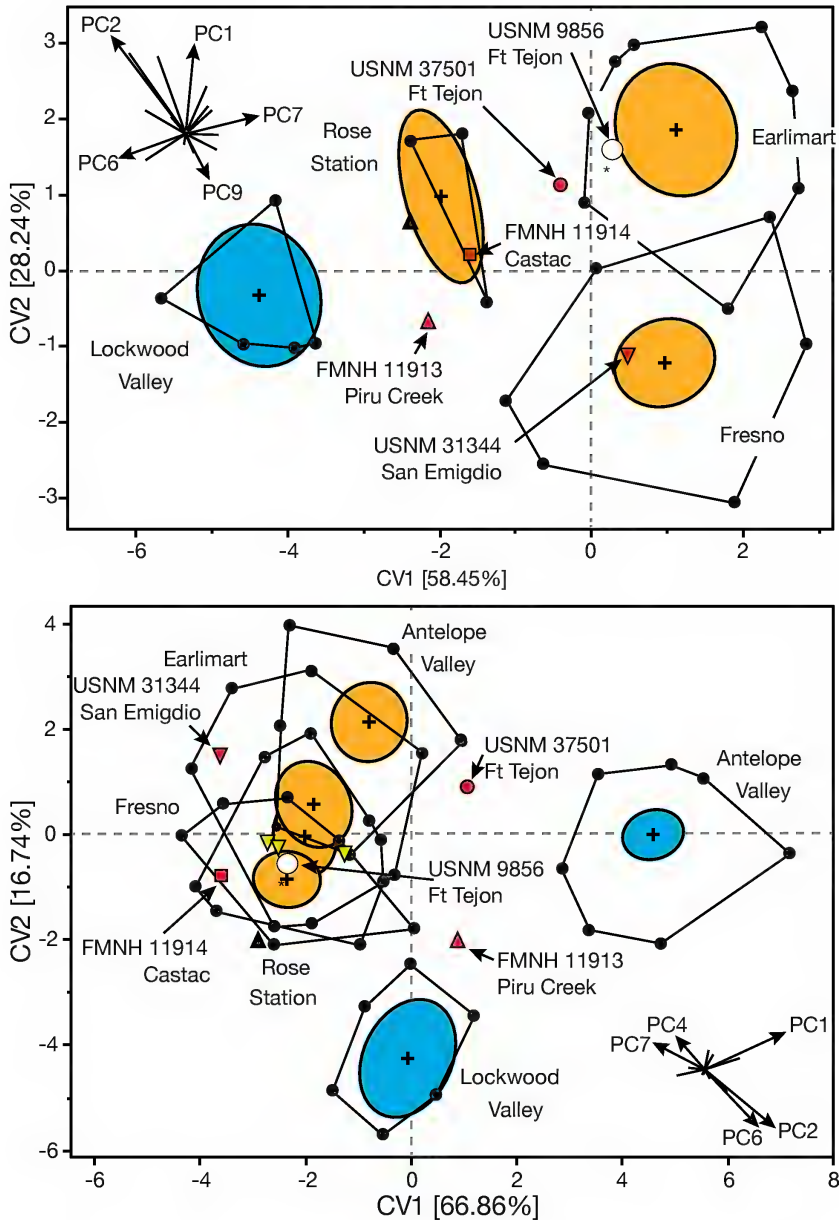 PC2
PC1
PC7
PC6
PC9
USNM 9856
Ft Tejon
USNM 37501
Ft Tejon
Rose
Station
Earlimart
FMNH 11914
Castac
*
Lockwood
Valley
FMNH 11913
Piru Creek
USNM 31344
San Emigdio
Fresno
3
2
1
0
-1
-2
-3
CV2 [28.24%]
-6
-4
-2
0
2
CV1 [58.45%]
Antelope
Valley
Earlimart
USNM 31344
San Emigdio
USNM 37501
Ft Tejon
Antelope
Valley
Fresno
USNM 9856
Ft Tejon
*
FMNH 11914
Castac
Rose
Station
FMNH 11913
Piru Creek
Lockwood
Valley
PC4
PC7
PC1
PC6
PC2
4
2
0
-2
-4
-6
CV2 [16.74%]
-6
-4
-2
0
2
4
6
8
CV1 [66.86%]